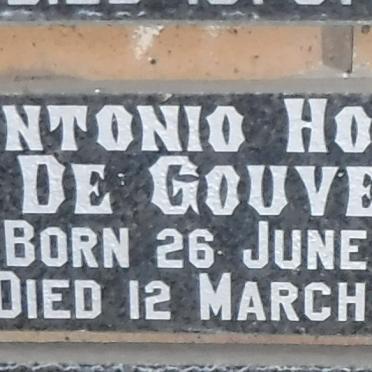 NTONIO HO
DE GOUVE
BORN 26 JUNE
DIED 12 MARCH